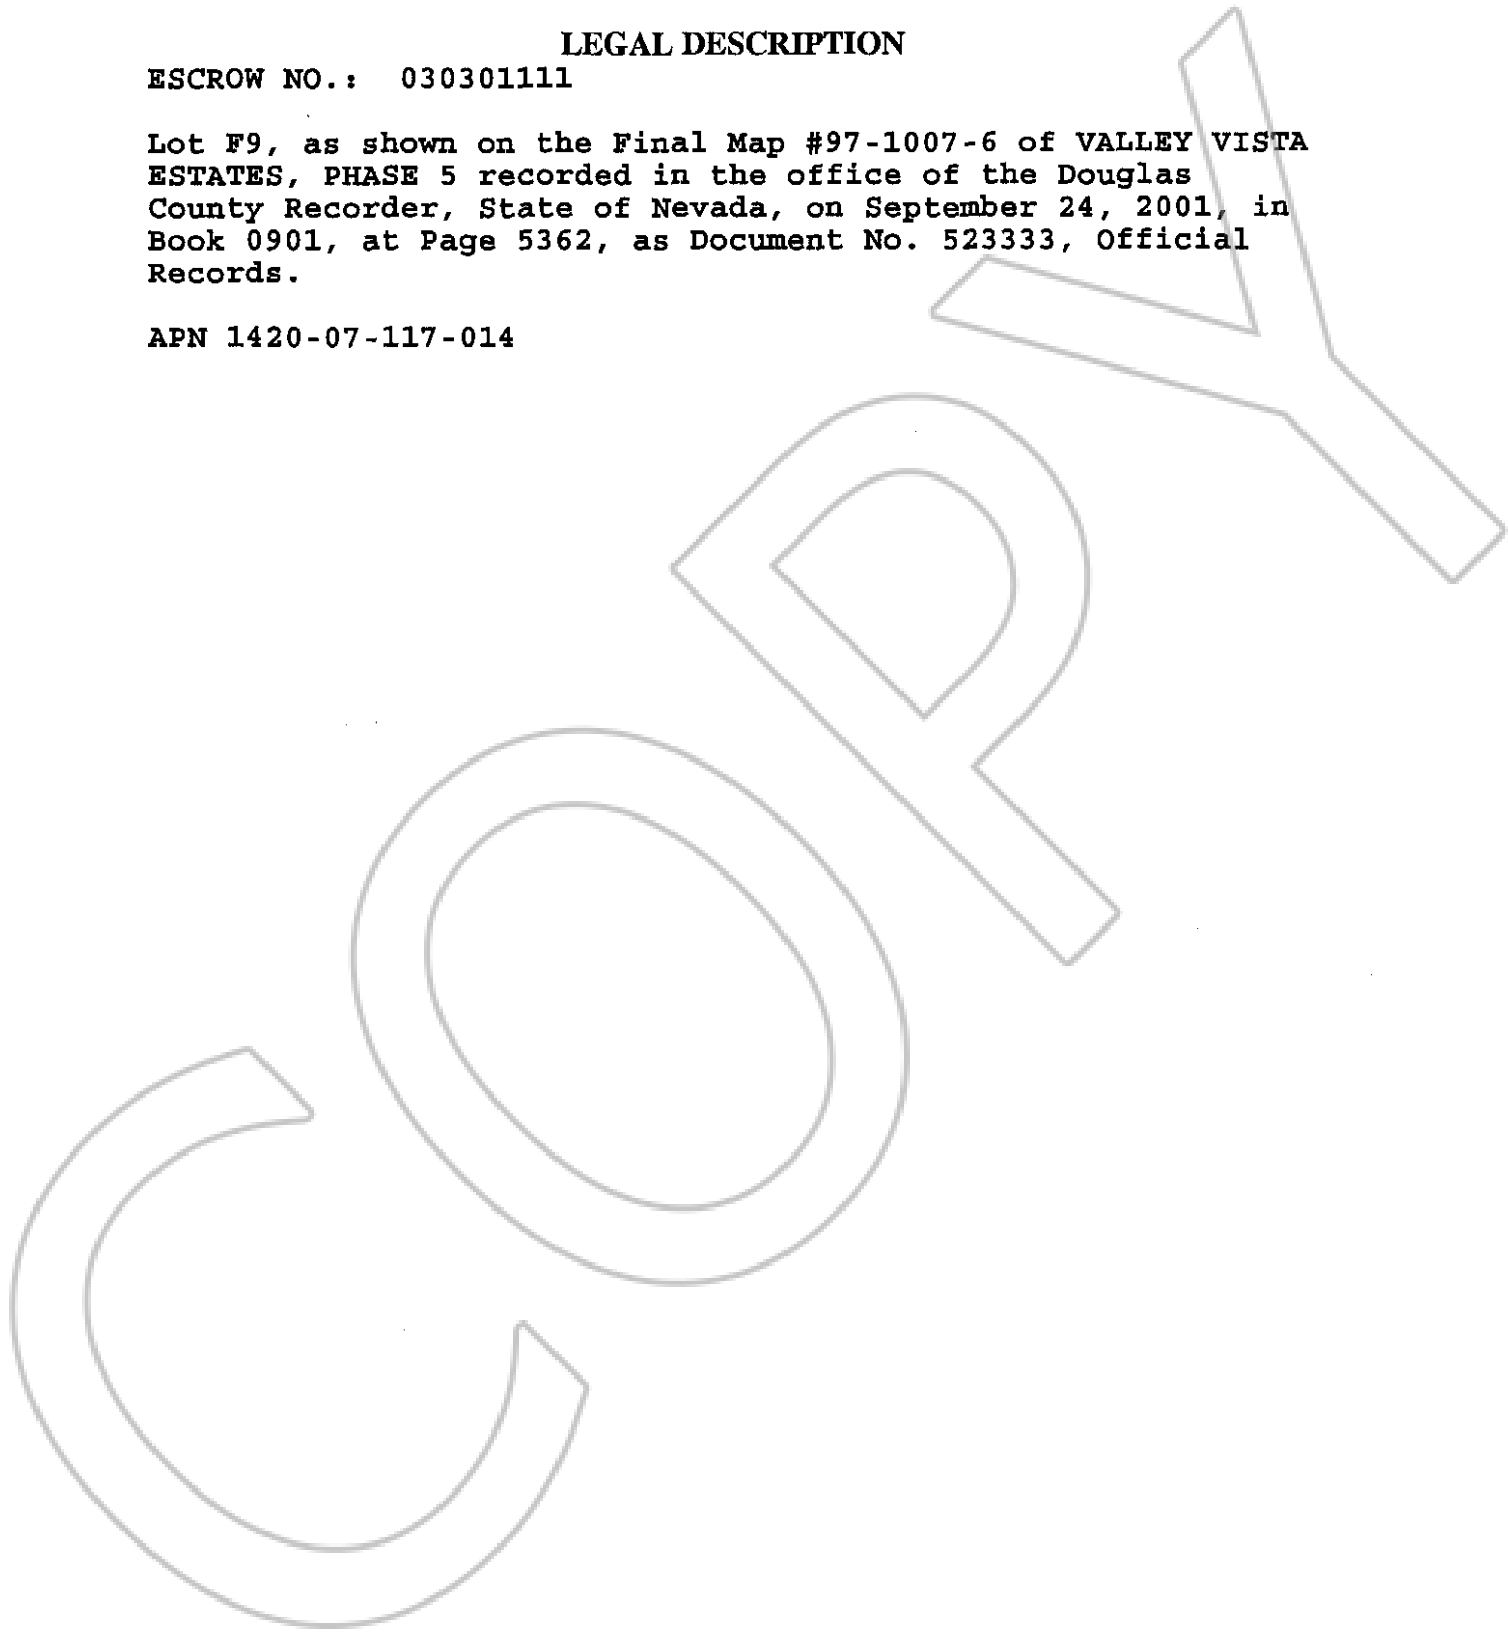 LEGAL DESCRIPTION
ESCROW NO.: 030301111
Lot F9, as shown on the Final Map #97-1007-6 of VALLEY VISTA
ESTATES, PHASE 5 recorded in the office of the Douglas
County Recorder, State of Nevada, on September 24, 2001, in
Book 0901, at Page 5362, as Document No. 523333, Official
Records.
APN 1420-07-117-014
COPY